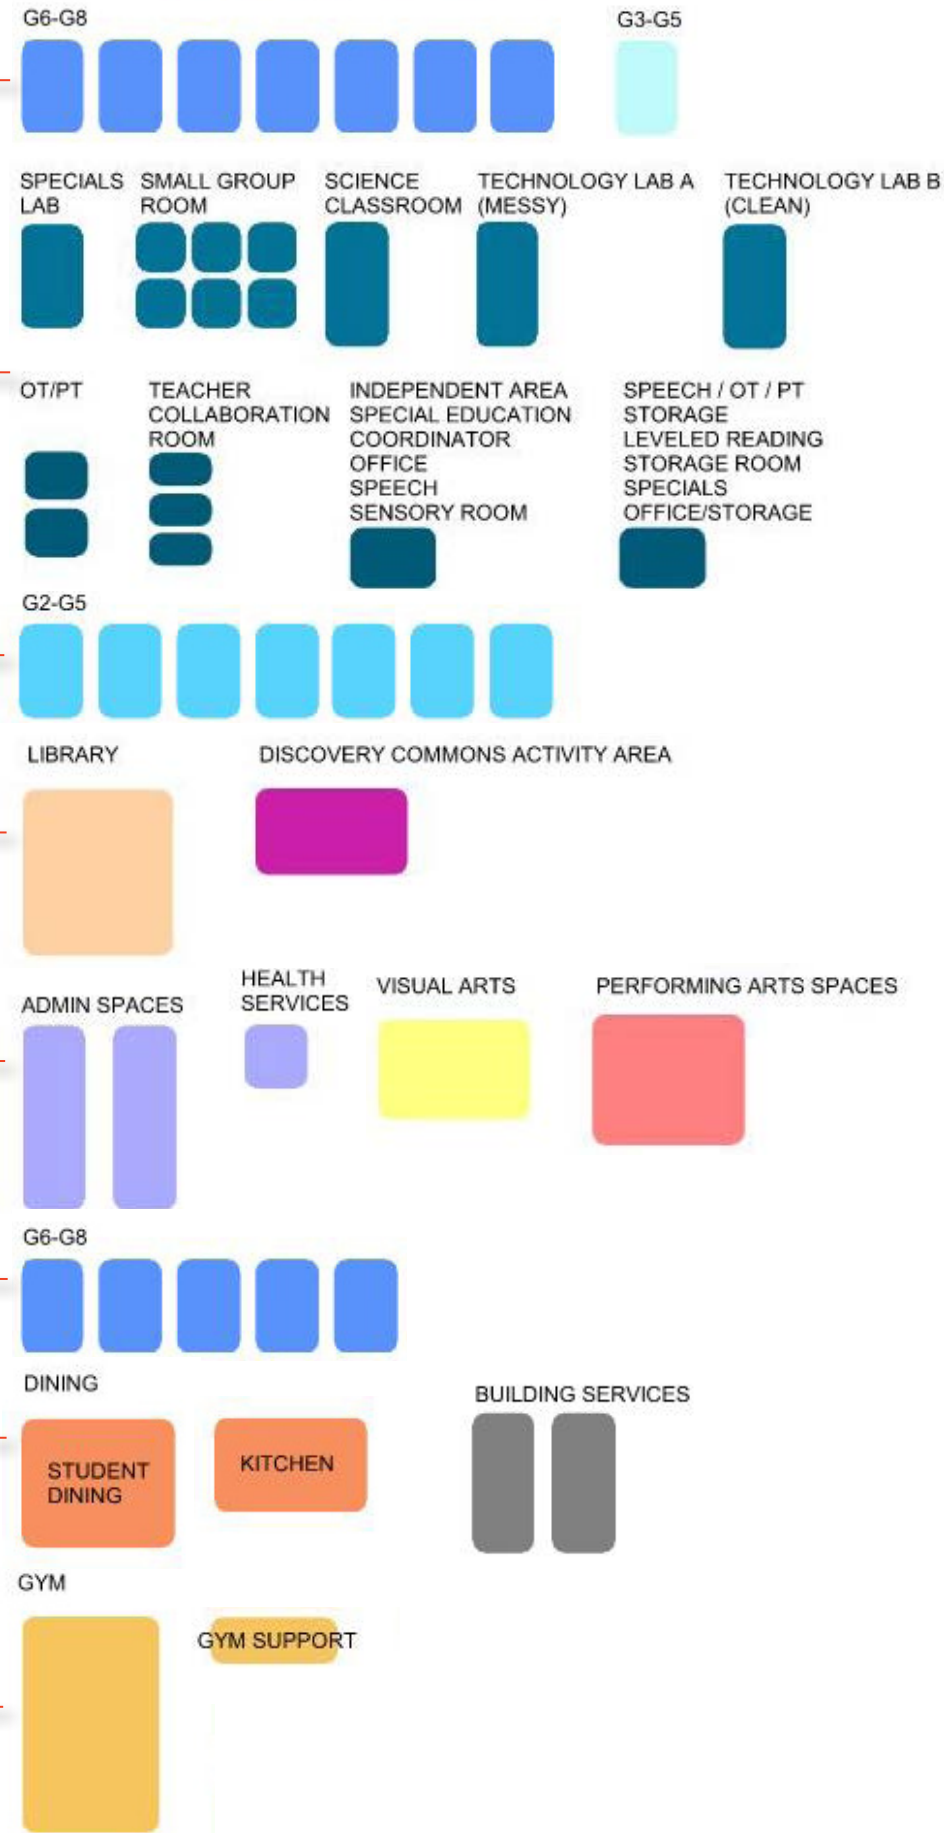 G6-G8
G3-G5
SPECIALS
LAB
SMALL GROUP
ROOM
SCIENCE
CLASSROOM
TECHNOLOGY LAB A
(MESSY)
TECHNOLOGY LAB B
(CLEAN)
OT/PT
TEACHER
COLLABORATION
ROOM
INDEPENDENT AREA
SPECIAL EDUCATION
COORDINATOR
OFFICE
SPEECH
SENSORY ROOM
SPEECH / OT / PT
STORAGE
LEVELED READING
STORAGE ROOM
SPECIALS
OFFICE/STORAGE
G2-G5
LIBRARY
DISCOVERY COMMONS ACTIVITY AREA
ADMIN SPACES
HEALTH
SERVICES
VISUAL ARTS
PERFORMING ARTS SPACES
G6-G8
DINING
STUDENT
DINING
KITCHEN
BUILDING SERVICES
GYM
GYM SUPPORT